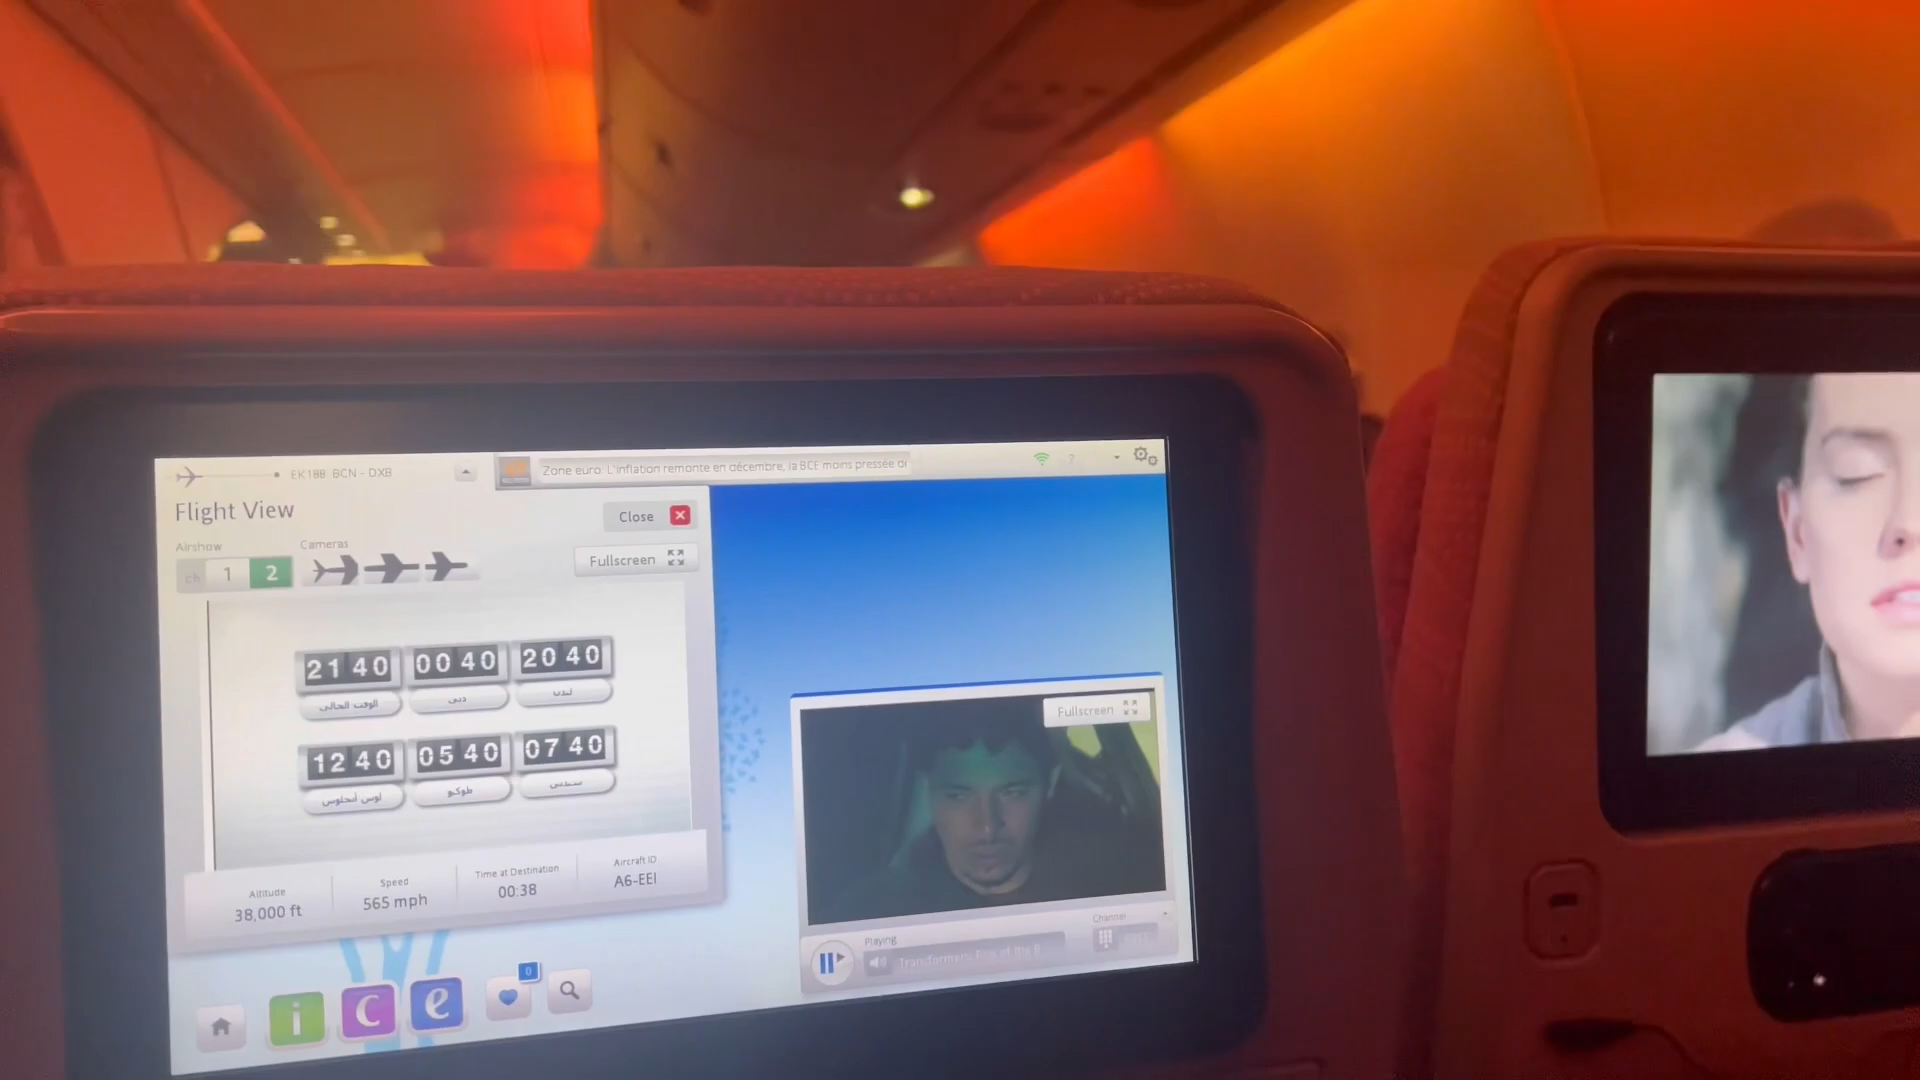 EK188 BCN - DXB
Zone euro: L'inflation remonte en décembre, la BCE moins pressée d
Flight View
Close
Airshow
Cameras
ch 1 2
Fullscreen
21 40 00 40 20 40
الوقت الحالى دبى لندن
12 40 05 40 07 40
لوس أنجلوس طوكيو سيدني
Fullscreen
Altitude Speed Time at Destination Aircraft ID
38,000 ft 565 mph 00:38 A6-EEI
Playing
Channel
Transformers
i c e
0